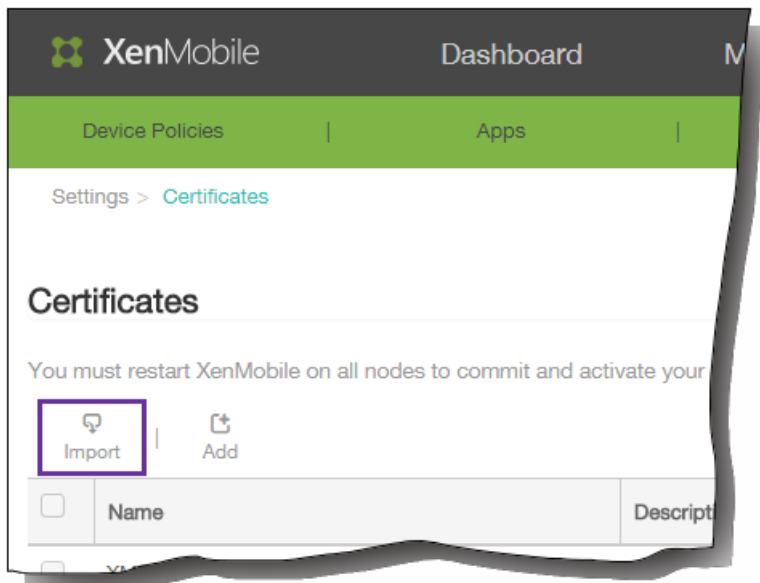 XenMobile Dashboard
Device Policies | Apps |
Settings > Certificates
Certificates
You must restart XenMobile on all nodes to commit and activate your
Import | Add
Name